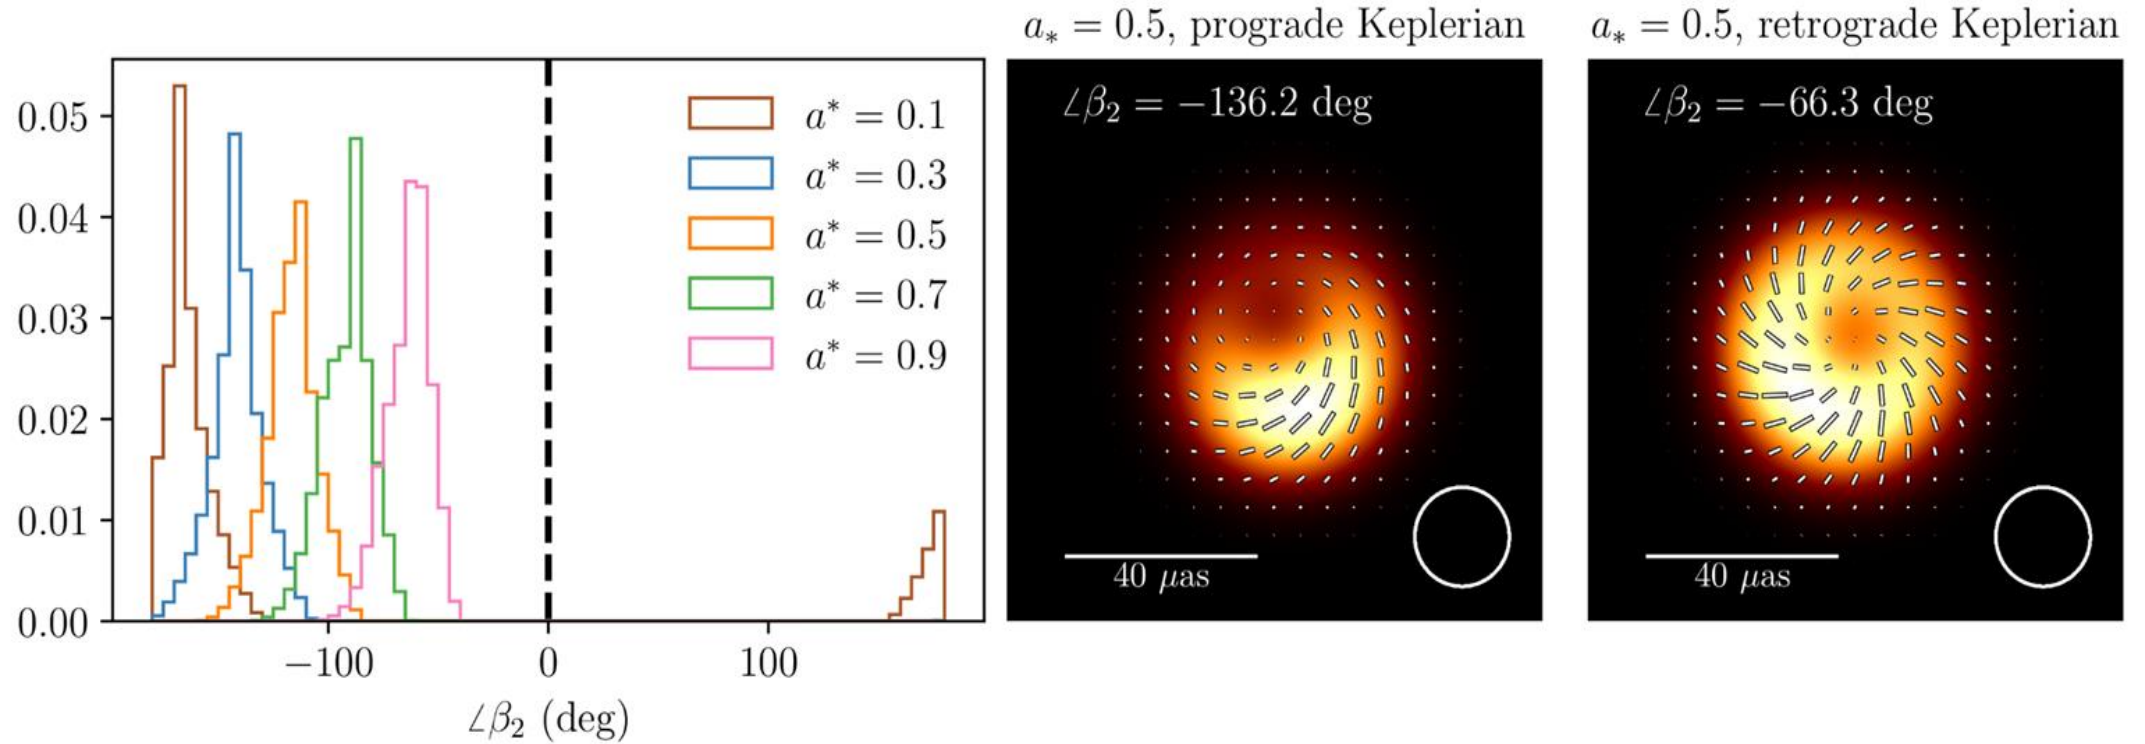 0.05
0.04
0.03
0.02
0.01
0.00
−100
0
100
∠β₂ (deg)
a* = 0.1
a* = 0.3
a* = 0.5
a* = 0.7
a* = 0.9
a∗ = 0.5, prograde Keplerian
∠β₂ = −136.2 deg
40 μas
a∗ = 0.5, retrograde Keplerian
∠β₂ = −66.3 deg
40 μas